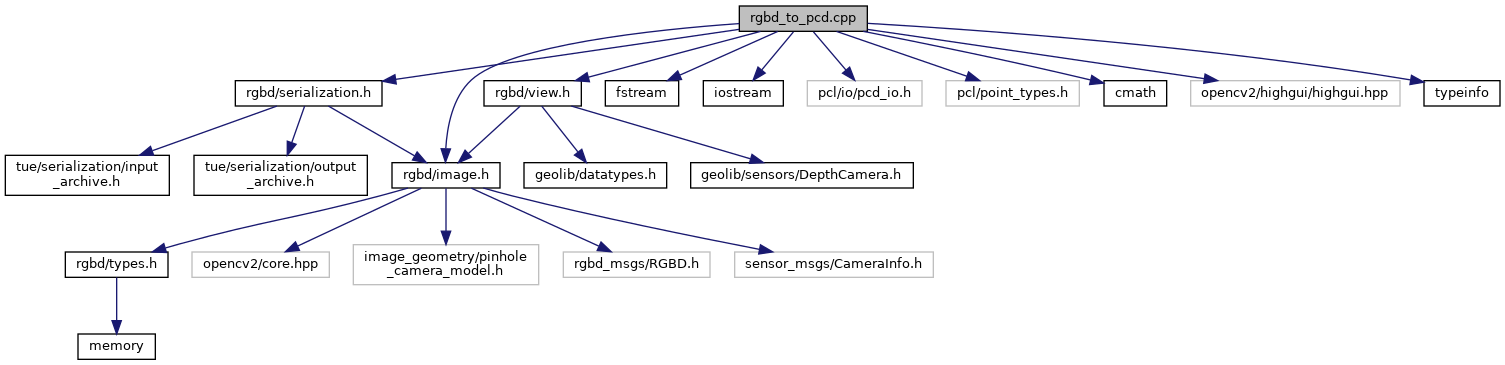 rgbd_to_pcd.cpp
rgbd/serialization.h
rgbd/view.h
fstream
iostream
pcl/io/pcd_io.h
pcl/point_types.h
cmath
opencv2/highgui/highgui.hpp
typeinfo
tue/serialization/input
_archive.h
tue/serialization/output
_archive.h
rgbd/image.h
geolib/datatypes.h
geolib/sensors/DepthCamera.h
rgbd/types.h
opencv2/core.hpp
image_geometry/pinhole
_camera_model.h
rgbd_msgs/RGBD.h
sensor_msgs/CameraInfo.h
memory